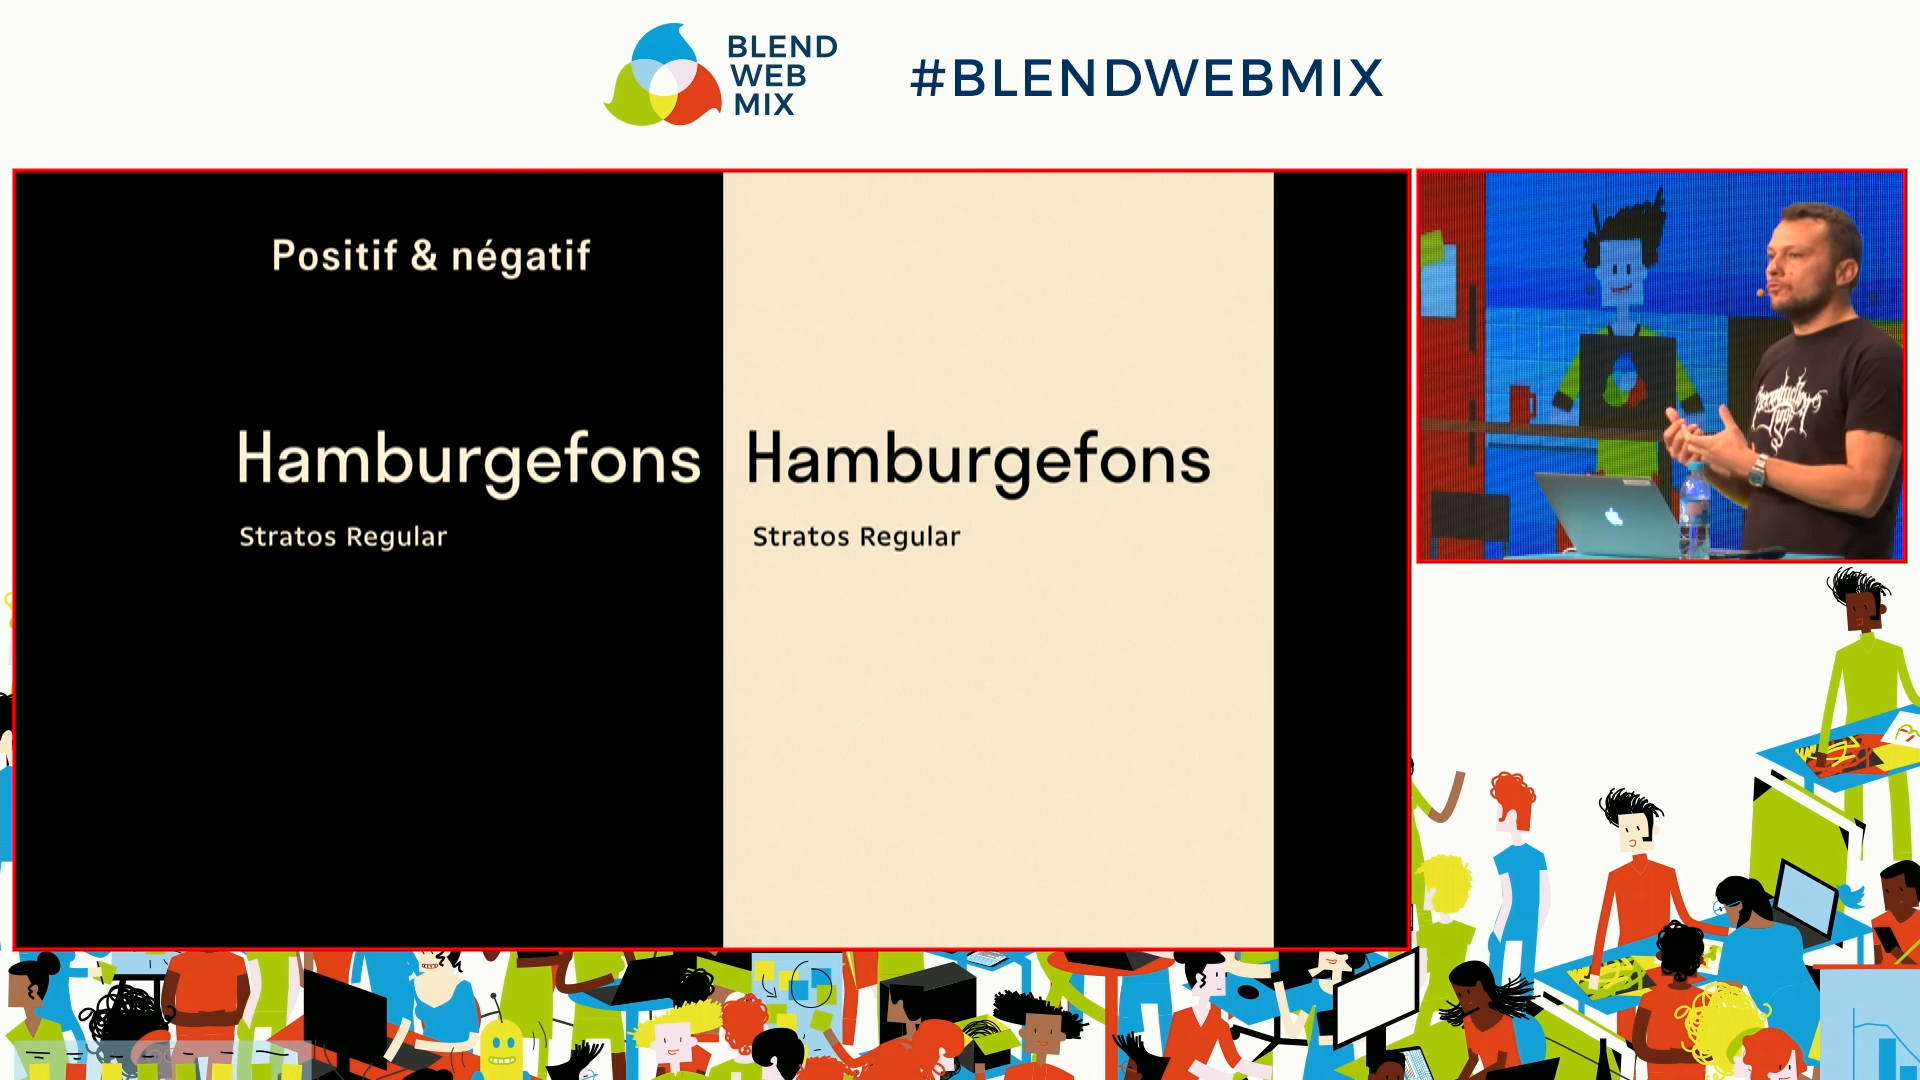 BLEND
WEB
MIX
#BLENDWEBMIX
Positif & négatif
Hamburgefons
Hamburgefons
Stratos Regular
Stratos Regular